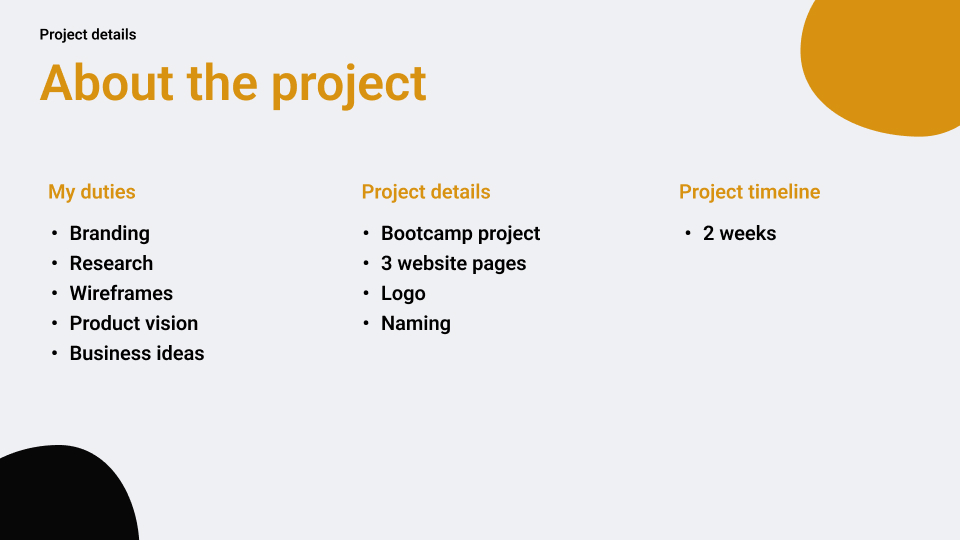 Project details
About the project
My duties
• Branding
• Research
• Wireframes
• Product vision
• Business ideas
Project details
• Bootcamp project
• 3 website pages
• Logo
• Naming
Project timeline
• 2 weeks